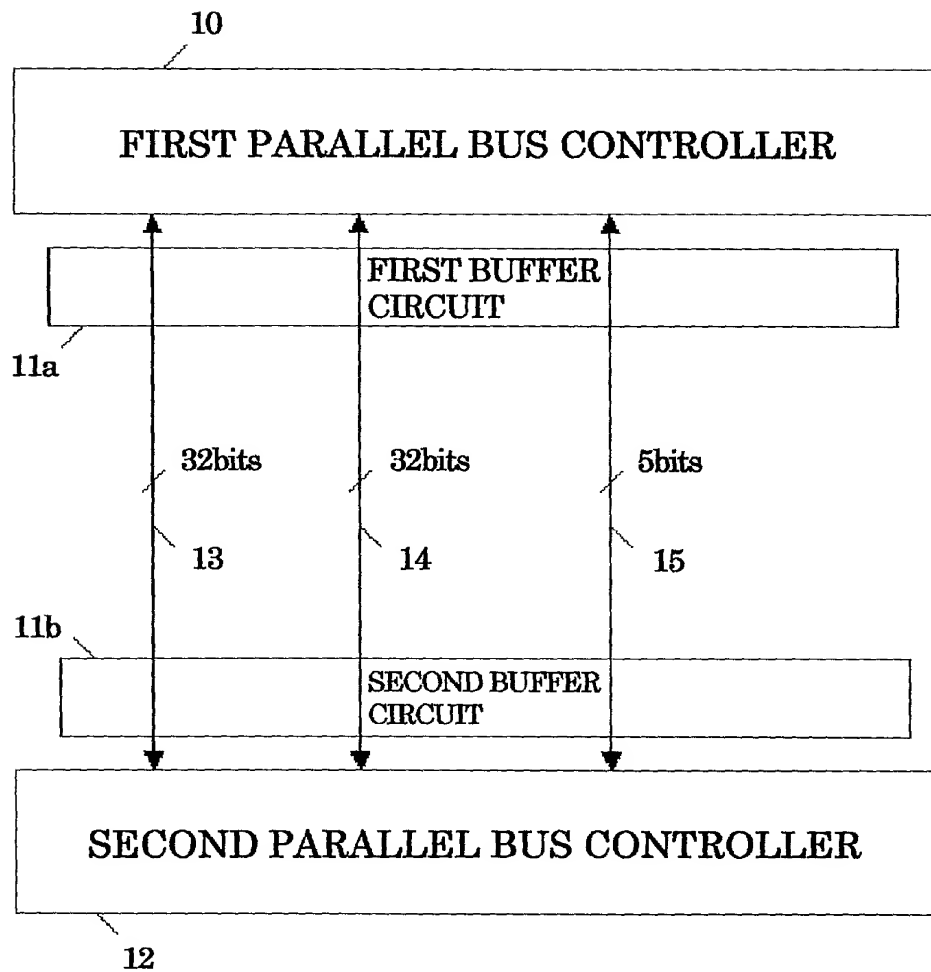 10
FIRST PARALLEL BUS CONTROLLER
FIRST BUFFER
CIRCUIT
11a
32bits
32bits
5bits
13
14
15
11b
SECOND BUFFER
CIRCUIT
SECOND PARALLEL BUS CONTROLLER
12